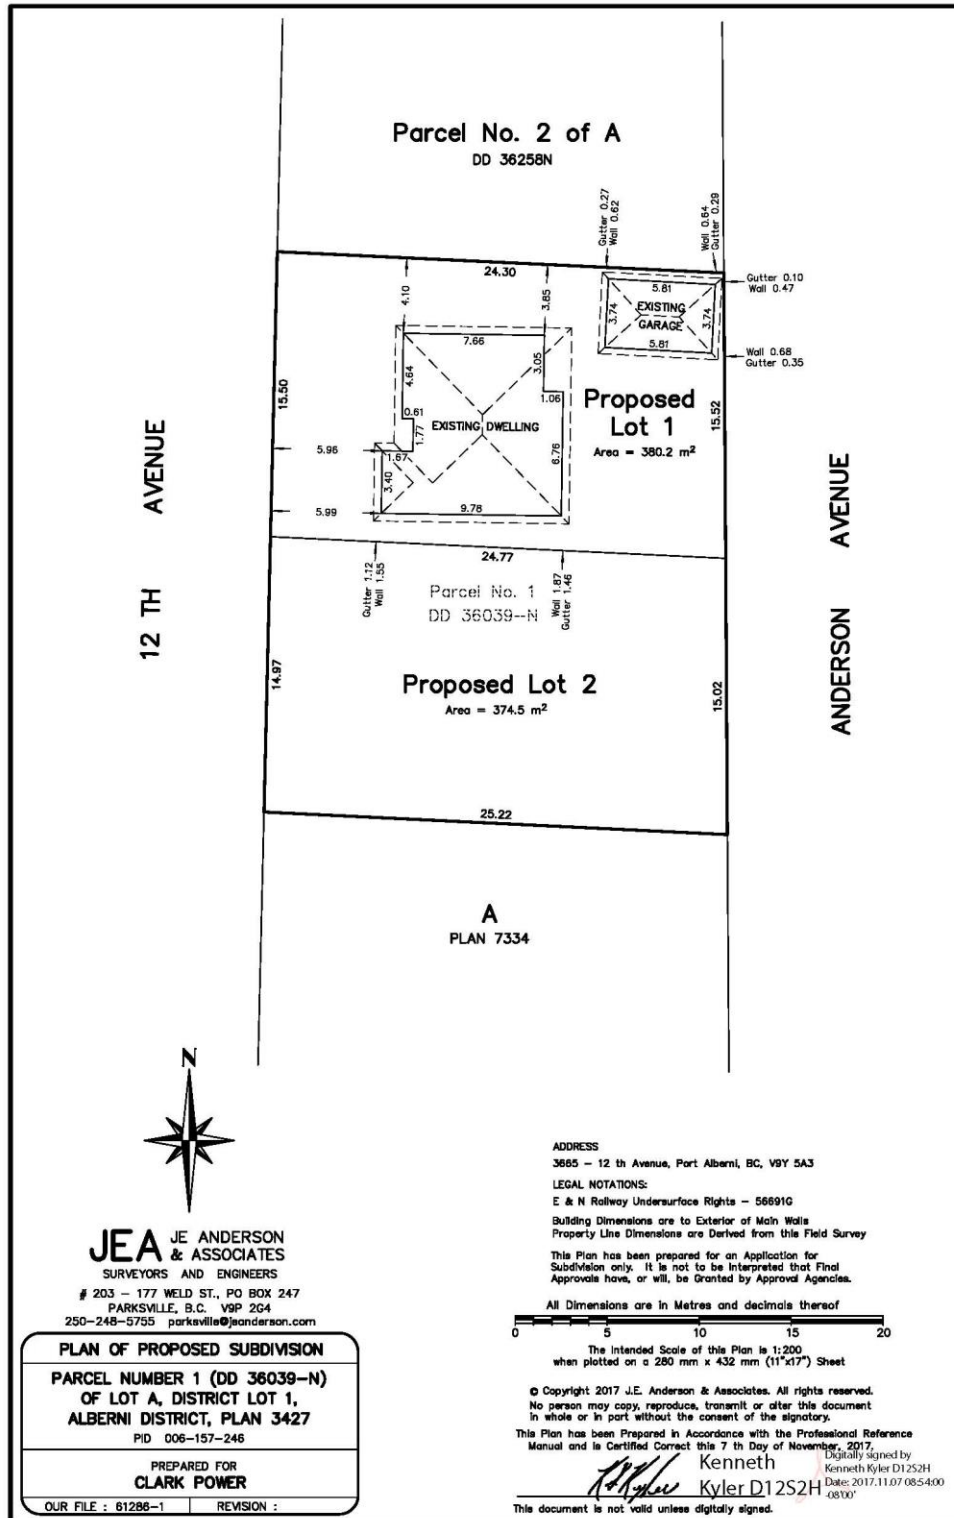 Parcel No. 2 of A
DD 36258N
Gutter 0.27
Wall 0.62
Wall 0.64
Gutter 0.29
24.30
Gutter 0.10
Wall 0.47
4.10
3.85
5.81
EXISTING
GARAGE
3.74
3.74
5.81
Wall 0.68
Gutter 0.35
7.66
3.05
4.64
1.06
15.50
Proposed
Lot 1
Area = 380.2 m²
15.52
0.61
EXISTING DWELLING
1.77
5.96
1.67
6.76
3.40
5.99
9.78
12 TH AVENUE
ANDERSON AVENUE
24.77
Gutter 1.12
Wall 1.55
Parcel No. 1
DD 36039-N
Wall 1.87
Gutter 1.46
14.97
Proposed Lot 2
Area = 374.5 m²
15.02
25.22
A
PLAN 7334
N
JEA JE ANDERSON
& ASSOCIATES
SURVEYORS AND ENGINEERS
# 203 - 177 WELD ST., PO BOX 247
PARKSVILLE, B.C. V9P 2G4
250-248-5755 parksville@jeanderson.com
PLAN OF PROPOSED SUBDIVISION
PARCEL NUMBER 1 (DD 36039-N)
OF LOT A, DISTRICT LOT 1,
ALBERNI DISTRICT, PLAN 3427
PID 006-157-246
PREPARED FOR
CLARK POWER
OUR FILE : 61286-1 REVISION :
ADDRESS
3665 - 12 th Avenue, Port Alberni, BC, V9Y 5A3
LEGAL NOTATIONS:
E & N Railway Undersurface Rights - 56691G
Building Dimensions are to Exterior of Main Walls
Property Line Dimensions are Derived from this Field Survey
This Plan has been prepared for an Application for
Subdivision only. It is not to be Interpreted that Final
Approvals have, or will, be Granted by Approval Agencies.
All Dimensions are in Metres and decimals thereof
0 5 10 15 20
The Intended Scale of this Plan is 1:200
when plotted on a 280 mm x 432 mm (11"x17") Sheet
© Copyright 2017 J.E. Anderson & Associates. All rights reserved.
No person may copy, reproduce, transmit or alter this document
in whole or in part without the consent of the signatory.
This Plan has been Prepared in Accordance with the Professional Reference
Manual and is Certified Correct this 7 th Day of November, 2017.
Kenneth
Kyler D12S2H
Digitally signed by
Kenneth Kyler D12S2H
Date: 2017.11.07 08:54:00
-08'00'
This document is not valid unless digitally signed.